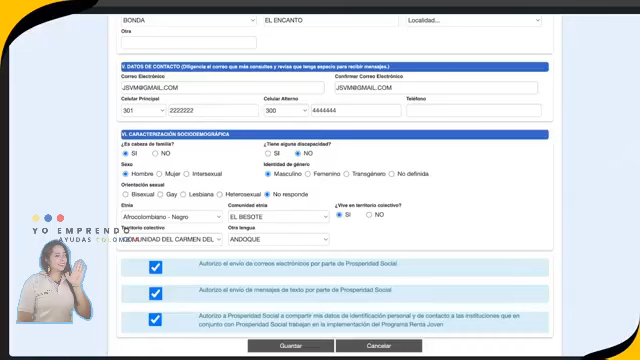 BONDA EL ENCANTO Localidad...
Otra
V. DATOS DE CONTACTO (Diligencia el correo que más consultes y revisa que tenga espacio para recibir mensajes.)
Correo Electrónico Confirmar Correo Electrónico
JSVM@GMAIL.COM JSVM@GMAIL.COM
Celular Principal Celular Alterno Teléfono
301 2222222 300 4444444
VI. CARACTERIZACIÓN SOCIODEMOGRÁFICA
¿Es cabeza de familia? ¿Tiene alguna discapacidad?
SI NO SI NO
Sexo Identidad de género
Hombre Mujer Intersexual Masculino Femenino Transgénero No definida
Orientación sexual
Bisexual Gay Lesbiana Heterosexual No responde
Etnia Comunidad etnia ¿Vive en territorio colectivo?
Afrocolombiano - Negro EL BESOTE SI NO
Territorio colectivo Otra lengua
COMUNIDAD DEL CARMEN DEL ANDOQUE
YO EMPRENDO
AYUDAS COLOMBIA
Autorizo el envío de correos electrónicos por parte de Prosperidad Social
Autorizo el envío de mensajes de texto por parte de Prosperidad Social
Autorizo a Prosperidad Social a compartir mis datos de identificación personal y de contacto a las instituciones que en
conjunto con Prosperidad Social trabajan en la implementación del Programa Renta Joven
Guardar Cancelar